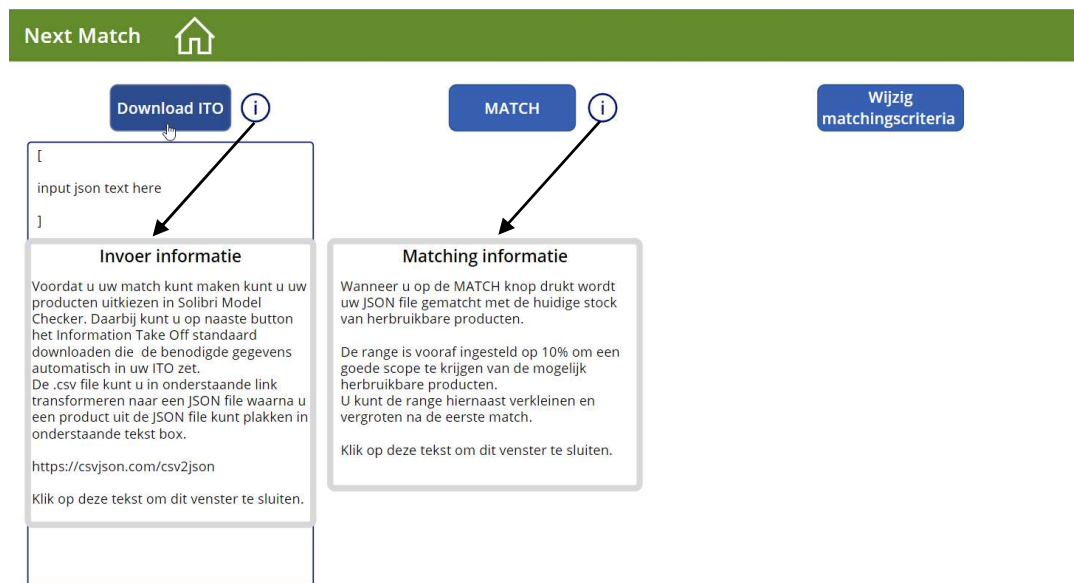 Next Match
Download ITO
i
MATCH
i
Wijzig
matchingscriteria
[
input json text here
]
Invoer informatie
Voordat u uw match kunt maken kunt u uw
producten uitkiezen in Solibri Model
Checker. Daarbij kunt u op naaste button
het Information Take Off standaard
downloaden die  de benodigde gegevens
automatisch in uw ITO zet.
De .csv file kunt u in onderstaande link
transformeren naar een JSON file waarna u
een product uit de JSON file kunt plakken in
onderstaande tekst box.
https://csvjson.com/csv2json
Klik op deze tekst om dit venster te sluiten.
Matching informatie
Wanneer u op de MATCH knop drukt wordt
uw JSON file gematcht met de huidige stock
van herbruikbare producten.
De range is vooraf ingesteld op 10% om een
goede scope te krijgen van de mogelijk
herbruikbare producten.
U kunt de range hiernaast verkleinen en
vergroten na de eerste match.
Klik op deze tekst om dit venster te sluiten.